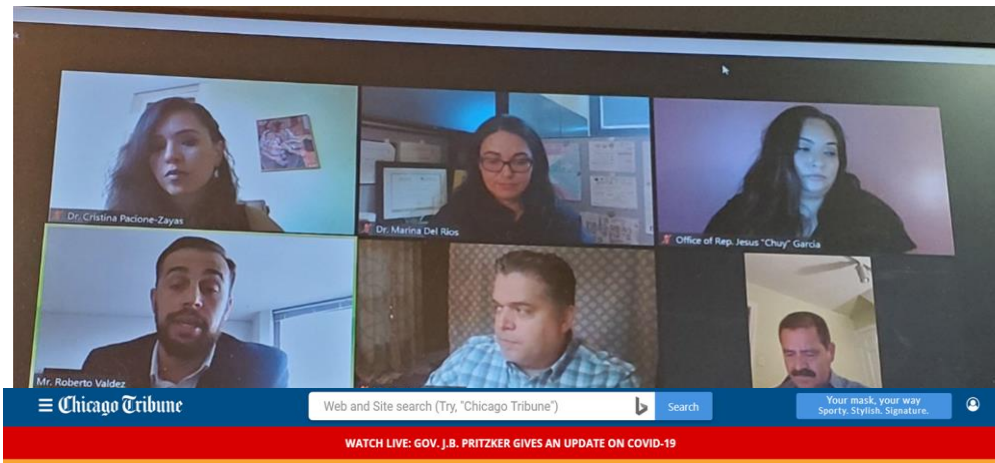 Dr. Cristina Pacione-Zayas
Dr. Marina Del Rios
Office of Rep. Jesus "Chuy" Garcia
Mr. Roberto Valdez
Chicago Tribune
Web and Site search (Try, "Chicago Tribune")
Search
Your mask, your way
Sporty. Stylish. Signature.
WATCH LIVE: GOV. J.B. PRITZKER GIVES AN UPDATE ON COVID-19